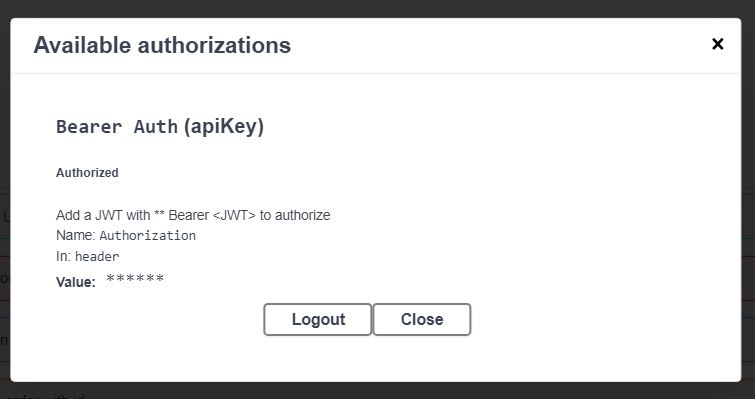 Available authorizations
×
Bearer Auth (apiKey)
Authorized
Add a JWT with ** Bearer <JWT> to authorize
Name: Authorization
In: header
Value: ******
Logout Close